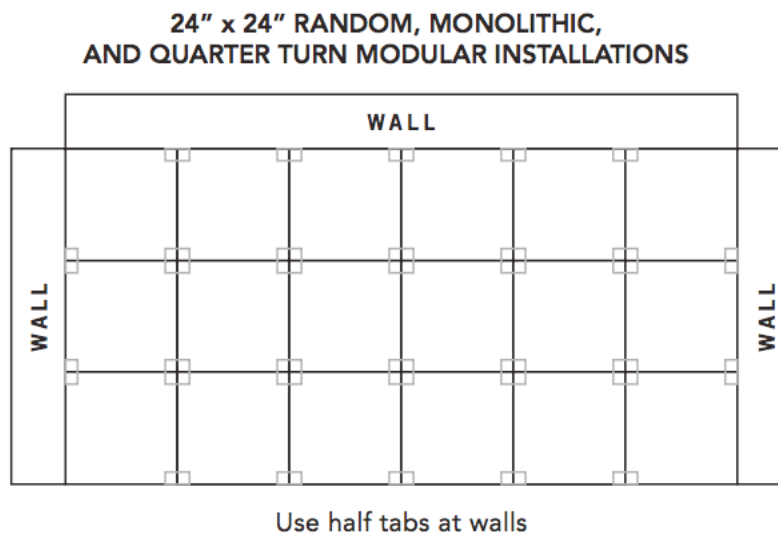 24” x 24” RANDOM, MONOLITHIC,
AND QUARTER TURN MODULAR INSTALLATIONS
WALL
WALL
WALL
Use half tabs at walls